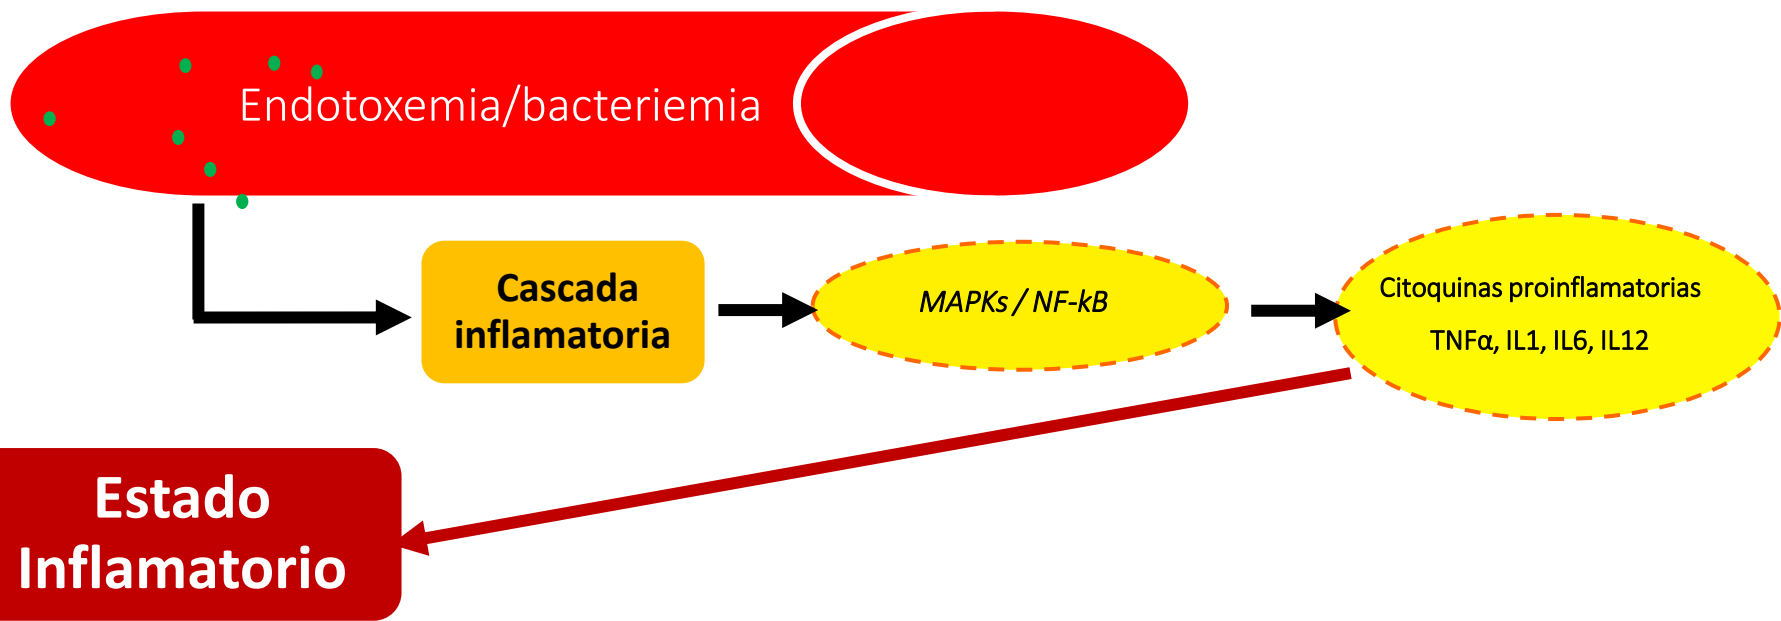 Endotoxemia/bacteriemia
Cascada
inflamatoria
MAPKs / NF-kB
Citoquinas proinflamatorias
TNFα, IL1, IL6, IL12
Estado
Inflamatorio